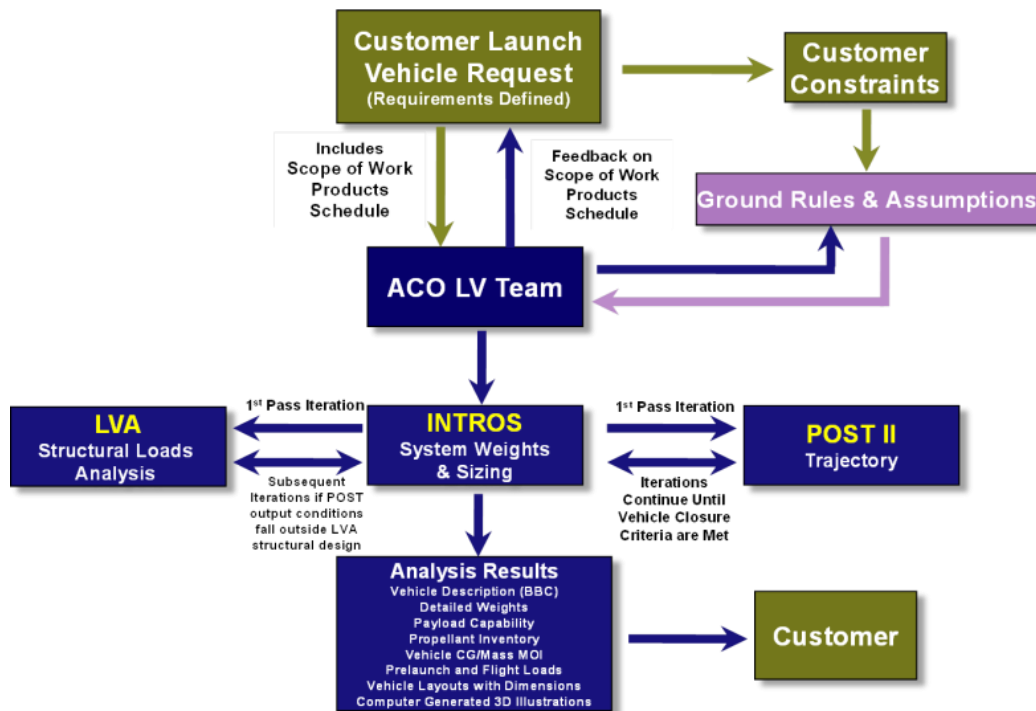 Customer Launch
Vehicle Request
(Requirements Defined)
Customer
Constraints
Includes
Scope of Work
Products
Schedule
Feedback on
Scope of Work
Products
Schedule
Ground Rules & Assumptions
ACO LV Team
1st Pass Iteration
1st Pass Iteration
LVA
Structural Loads
Analysis
INTROS
System Weights
& Sizing
POST II
Trajectory
Subsequent
Iterations if POST
output conditions
fall outside LVA
structural design
Iterations
Continue Until
Vehicle Closure
Criteria are Met
Analysis Results
Vehicle Description (BBC)
Detailed Weights
Payload Capability
Propellant Inventory
Vehicle CG/Mass MOI
Prelaunch and Flight Loads
Vehicle Layouts with Dimensions
Computer Generated 3D Illustrations
Customer